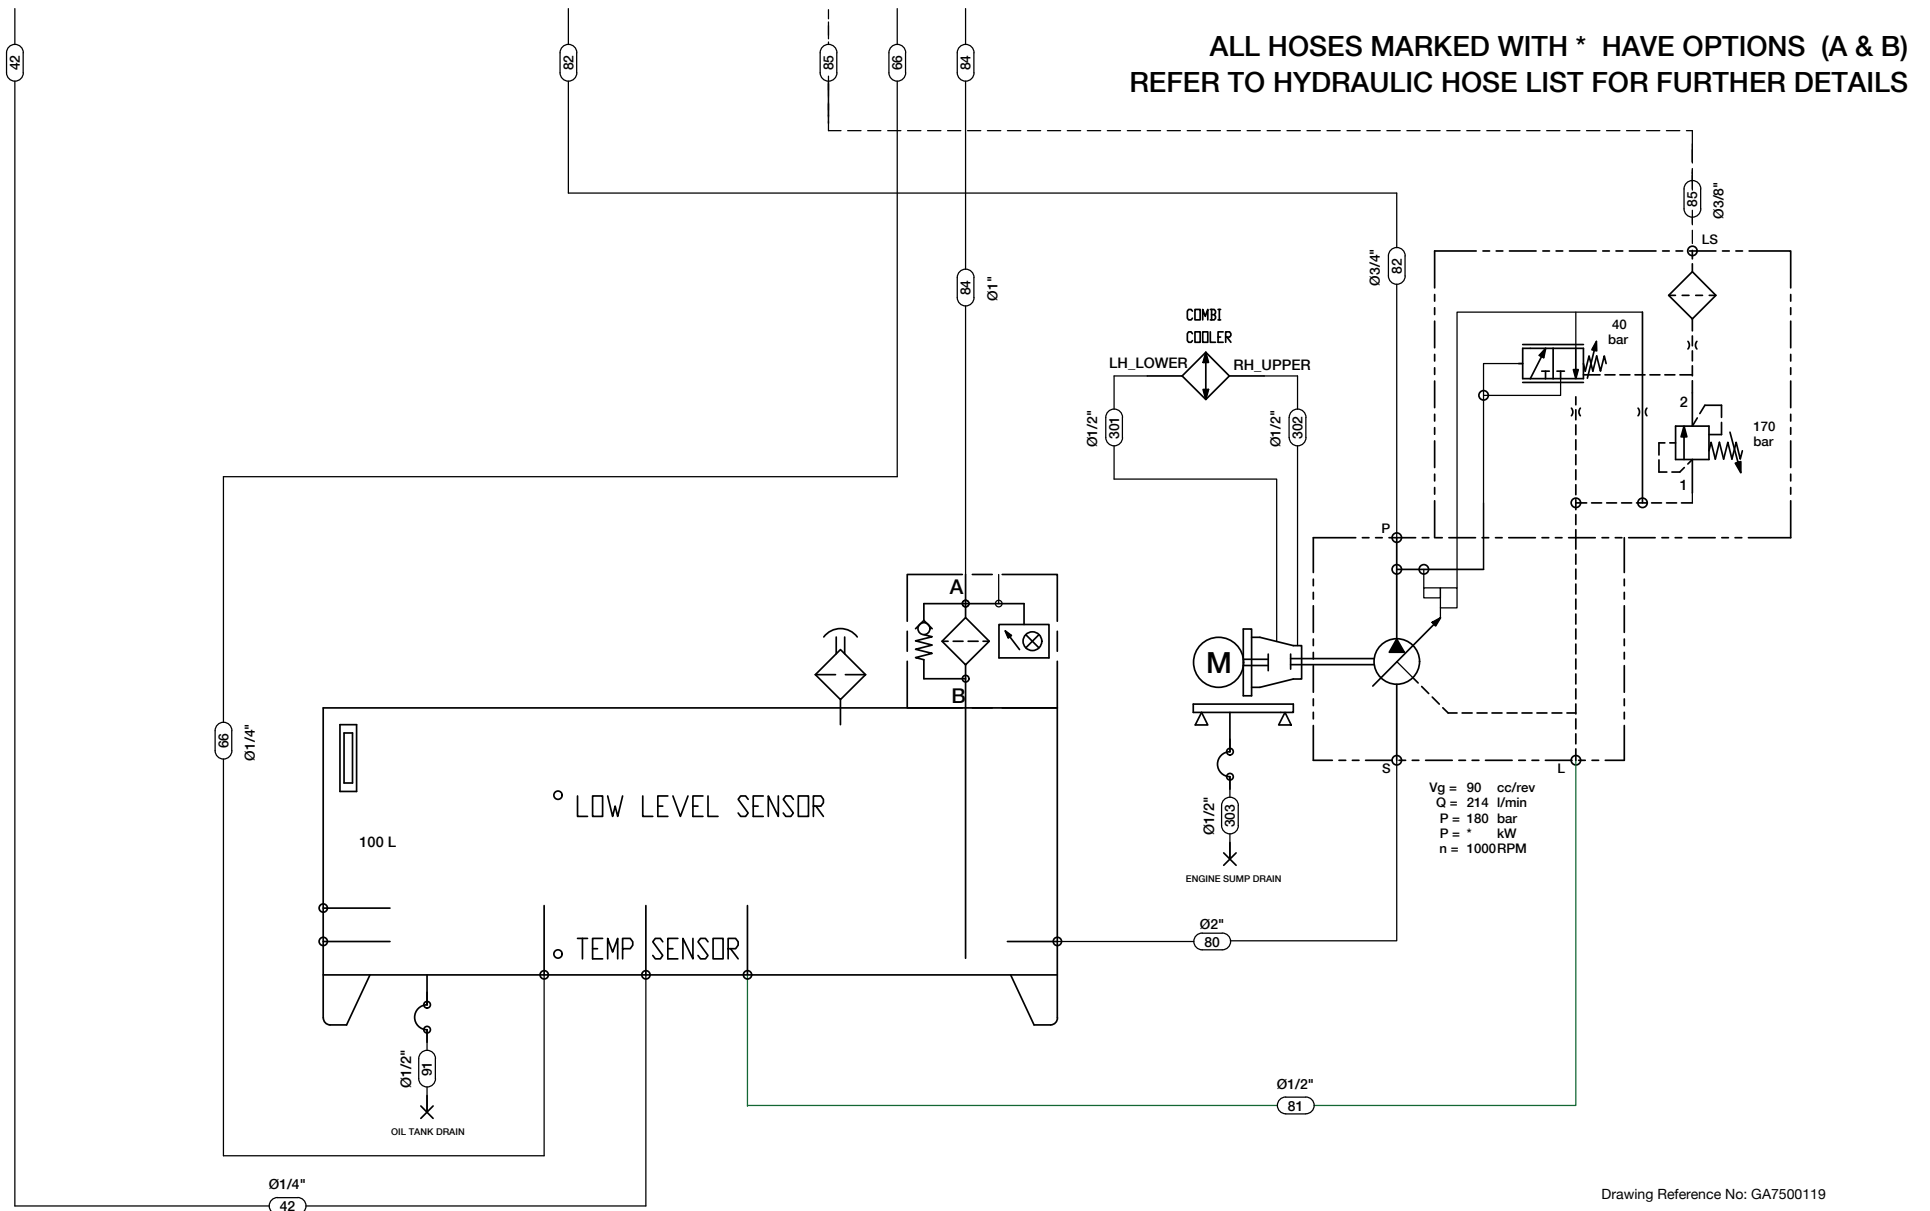 ALL HOSES MARKED WITH * HAVE OPTIONS (A & B)
REFER TO HYDRAULIC HOSE LIST FOR FURTHER DETAILS
42
82
85
66
84
85
Ø3/8"
LS
Ø3/4"
82
84
Ø1"
COMBI
COOLER
LH_LOWER
RH_UPPER
40
bar
Ø1/2"
301
Ø1/2"
302
2
170
bar
1
P
A
M
B
66
Ø1/4"
LOW LEVEL SENSOR
100 L
S
L
Vg = 90 cc/rev
Q = 214 l/min
P = 180 bar
P = * kW
n = 1000RPM
Ø1/2"
303
ENGINE SUMP DRAIN
Ø2"
80
TEMP SENSOR
Ø1/2"
91
OIL TANK DRAIN
Ø1/2"
81
Ø1/4"
42
Drawing Reference No: GA7500119